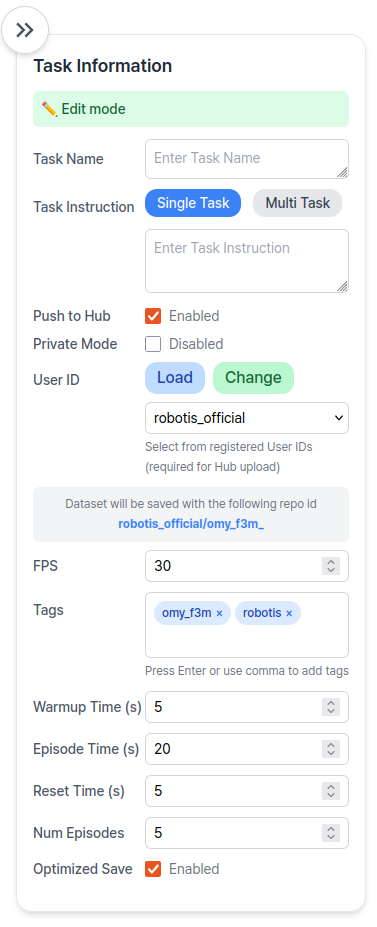 Task Information
✏️ Edit mode
Task Name
Enter Task Name
Task Instruction
Single Task
Multi Task
Enter Task Instruction
Push to Hub
Enabled
Private Mode
Disabled
User ID
Load
Change
robotis_official
Select from registered User IDs
(required for Hub upload)
Dataset will be saved with the following repo id
robotis_official/omy_f3m_
FPS
30
Tags
omy_f3m ×
robotis ×
Press Enter or use comma to add tags
Warmup Time (s)
5
Episode Time (s)
20
Reset Time (s)
5
Num Episodes
5
Optimized Save
Enabled